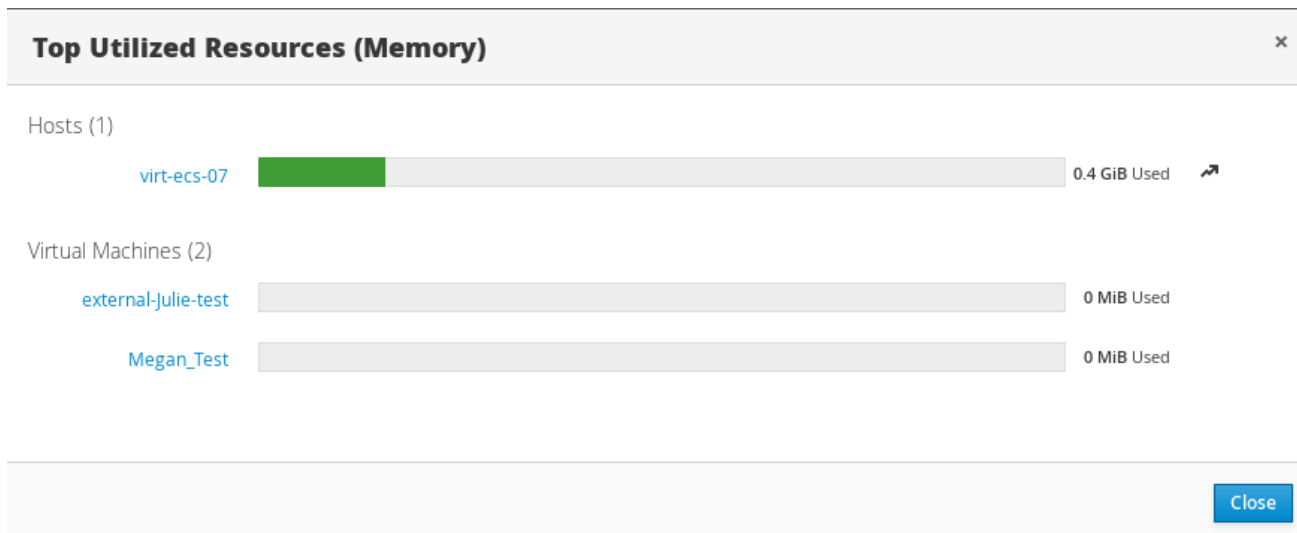 Top Utilized Resources (Memory)
×
Hosts (1)
virt-ecs-07 0.4 GiB Used
Virtual Machines (2)
external-Julie-test 0 MiB Used
Megan_Test 0 MiB Used
Close